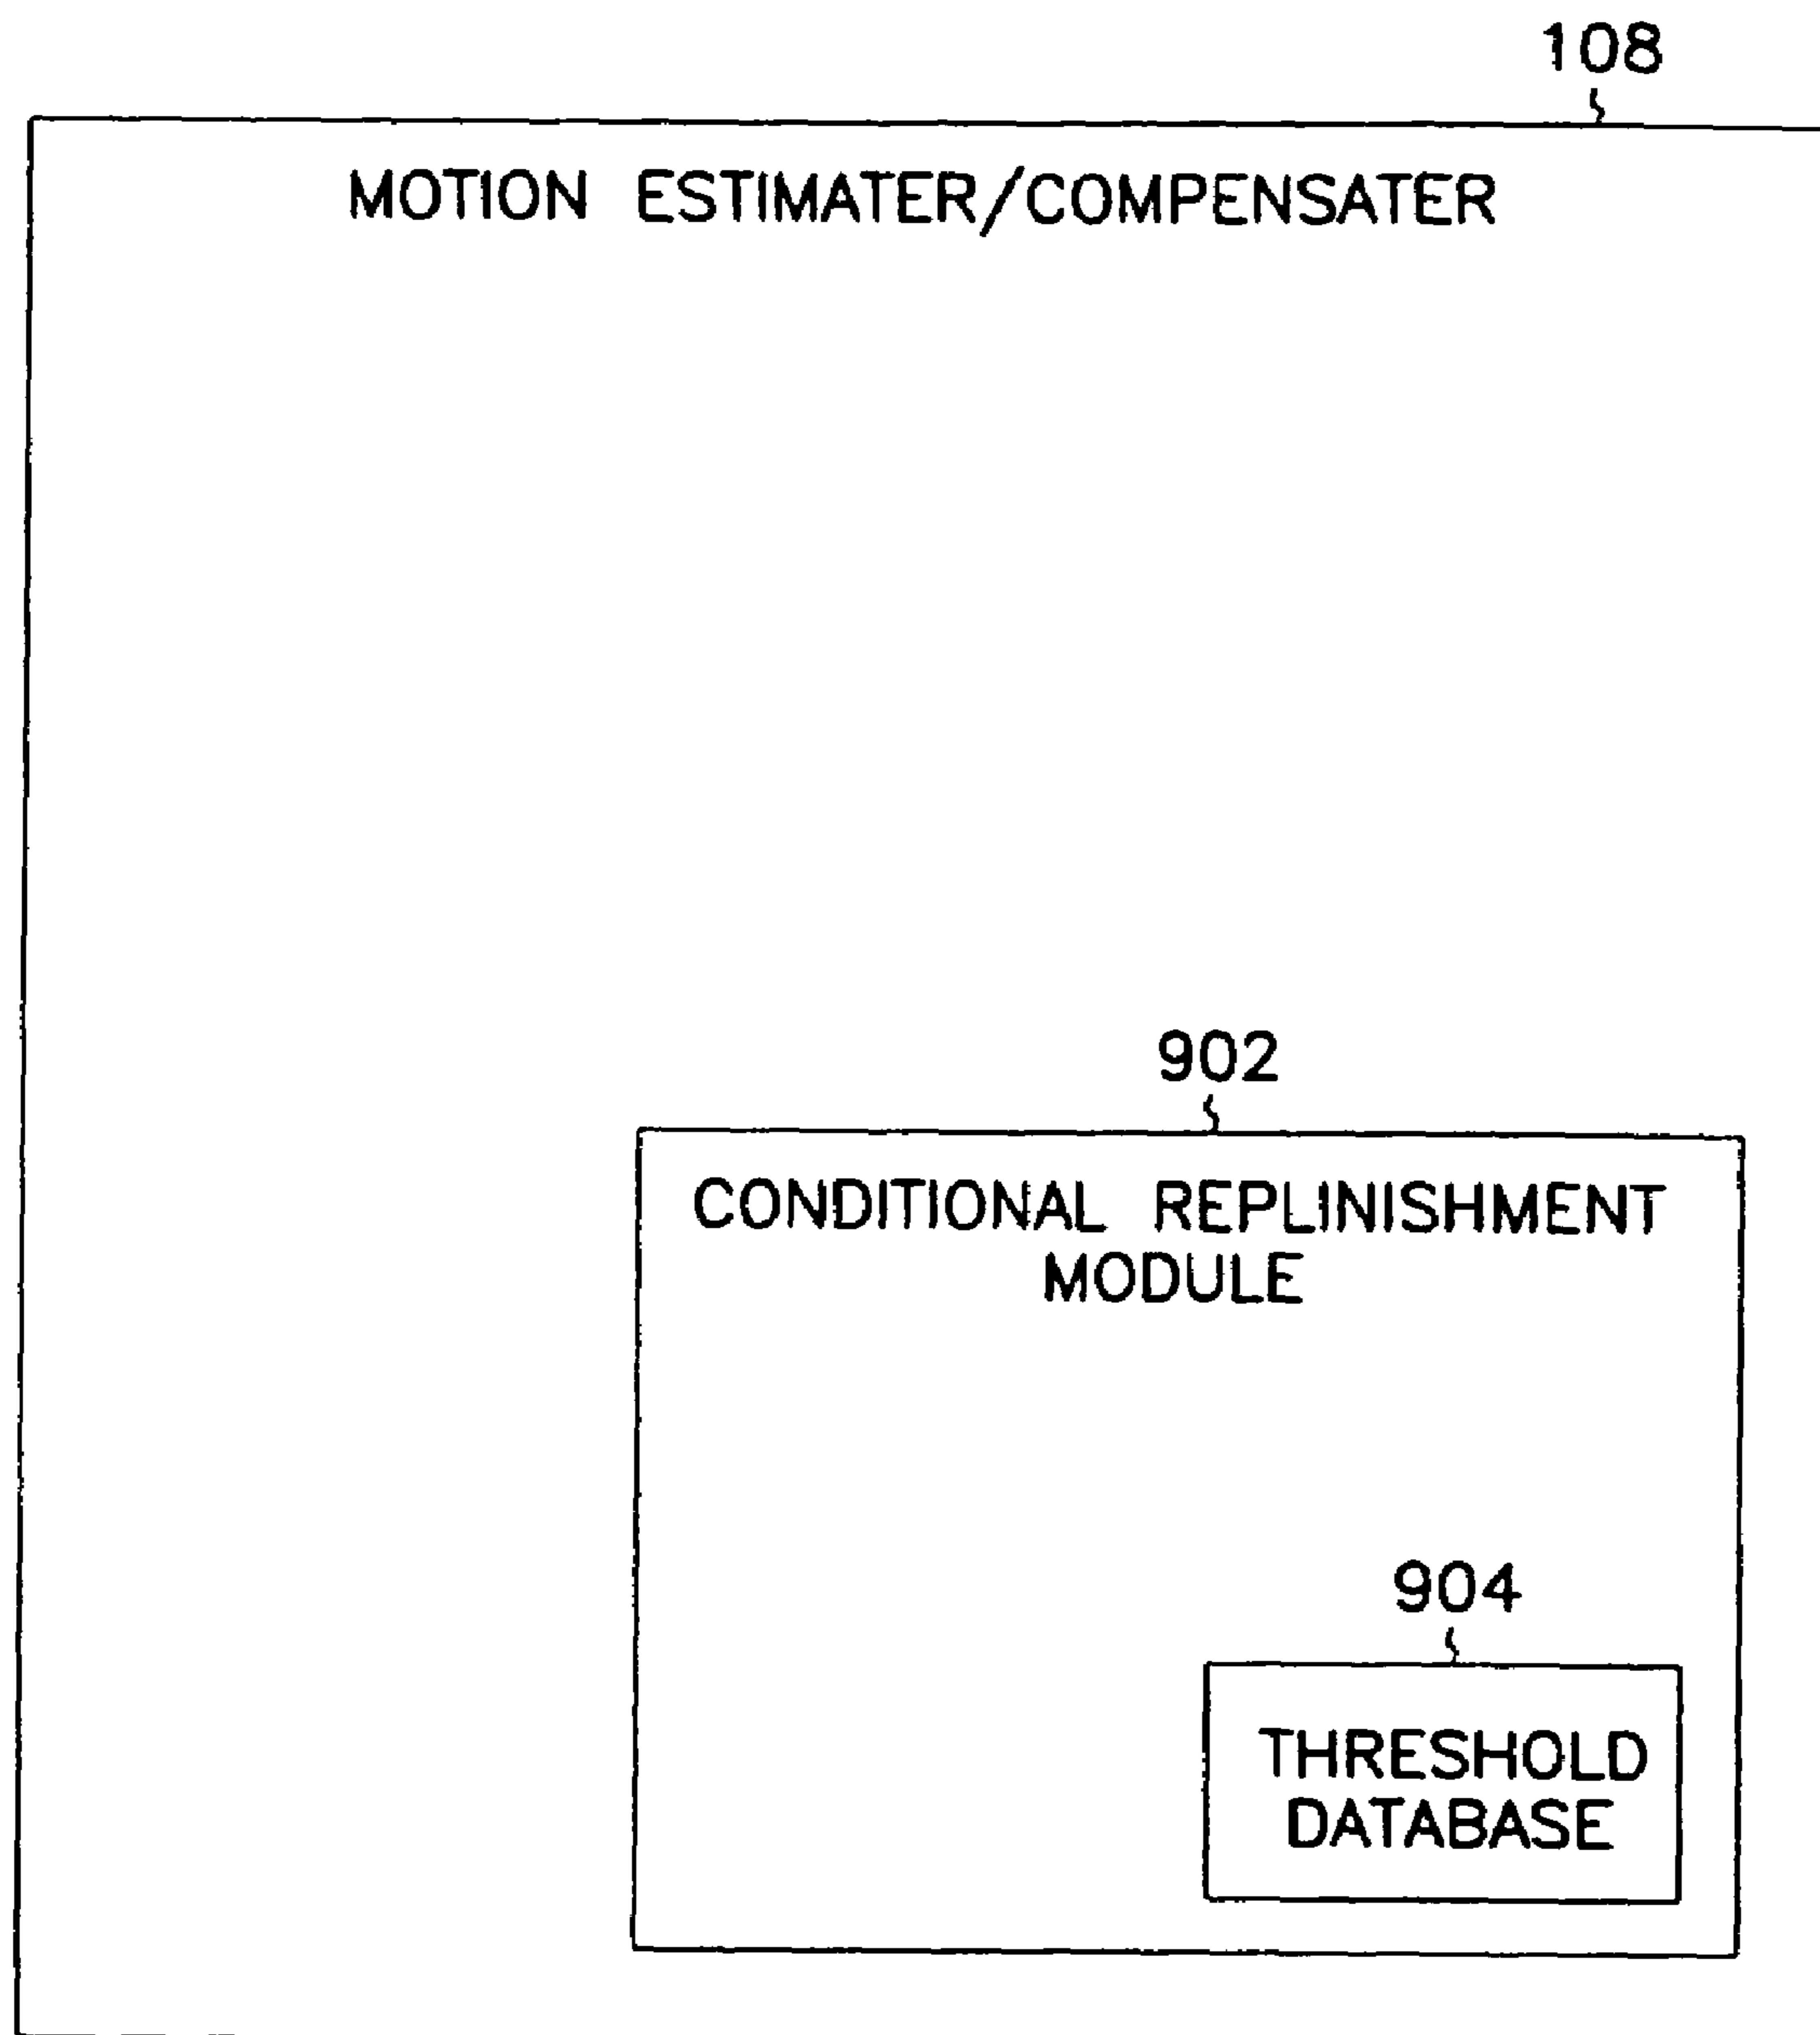 108
MOTION ESTIMATER/COMPENSATER
902
CONDITIONAL REPLINISHMENT
MODULE
904
THRESHOLD
DATABASE